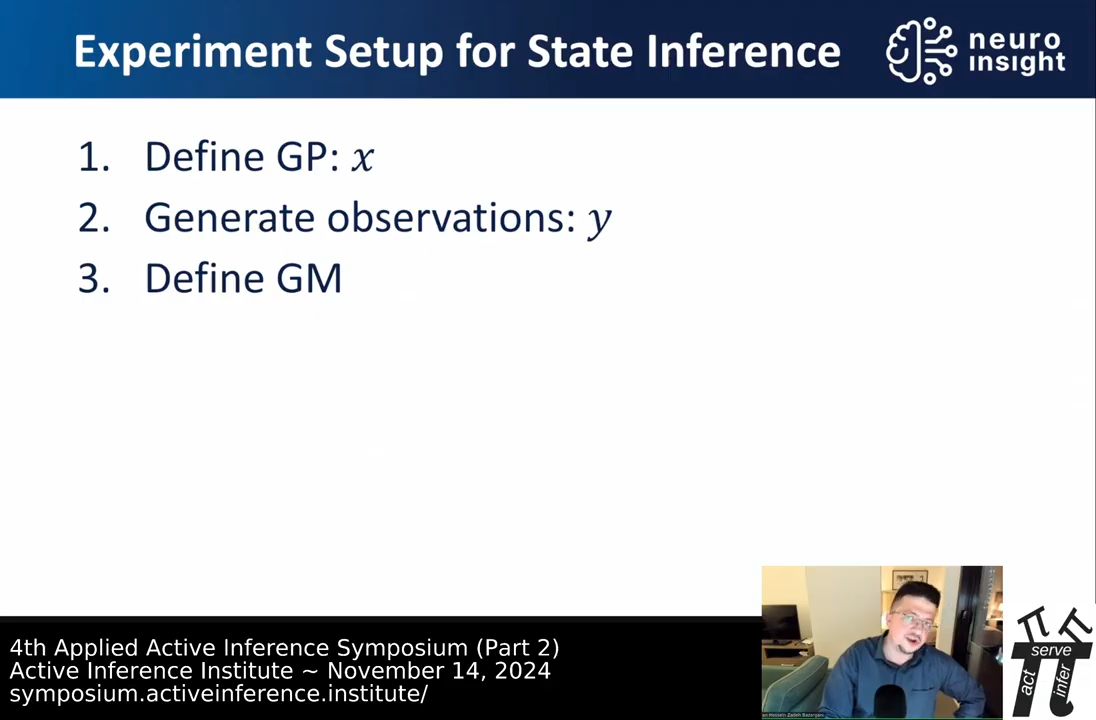 Experiment Setup for State Inference
neuro
insight
1. Define GP: x
2. Generate observations: y
3. Define GM
4th Applied Active Inference Symposium (Part 2)
Active Inference Institute ~ November 14, 2024
symposium.activeinference.institute/
serve
act
infer